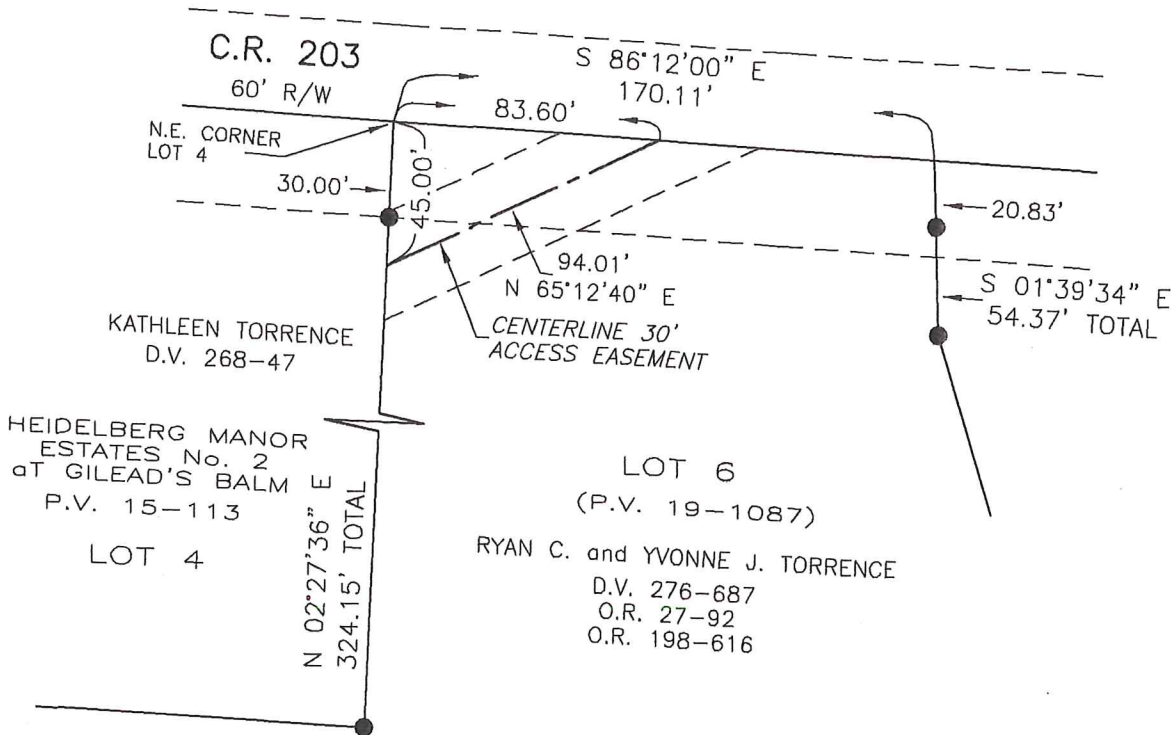 C.R. 203
60' R/W
S 86°12'00" E
170.11'
83.60'
N.E. CORNER
LOT 4
30.00'
45.00'
20.83'
94.01'
N 65°12'40" E
S 01°39'34" E
54.37' TOTAL
CENTERLINE 30'
ACCESS EASEMENT
KATHLEEN TORRENCE
D.V. 268-47
HEIDELBERG MANOR
ESTATES No. 2
aT GILEAD'S BALM
P.V. 15-113
LOT 4
N 02°27'36" E
324.15' TOTAL
LOT 6
(P.V. 19-1087)
RYAN C. and YVONNE J. TORRENCE
D.V. 276-687
O.R. 27-92
O.R. 198-616